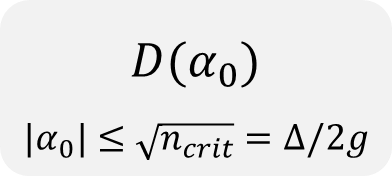 D(α₀)
|α₀| ≤ √n_crit = Δ/2g